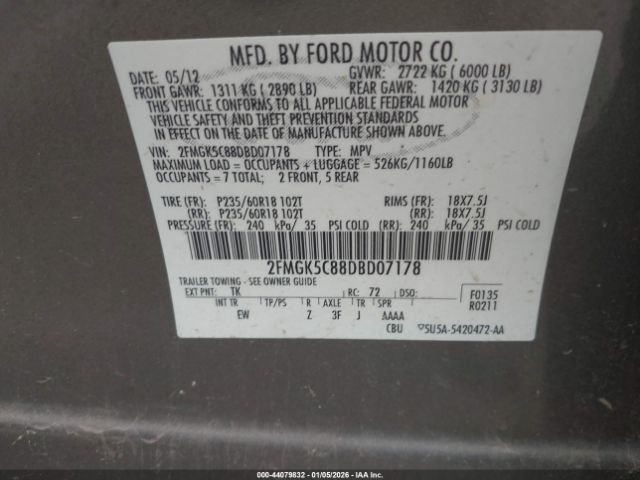 MFD. BY FORD MOTOR CO.
DATE: 05/12 GVWR: 2722 KG ( 6000 LB)
FRONT GAWR: 1311 KG ( 2890 LB) REAR GAWR: 1420 KG ( 3130 LB)
THIS VEHICLE CONFORMS TO ALL APPLICABLE FEDERAL MOTOR
VEHICLE SAFETY AND THEFT PREVENTION STANDARDS
IN EFFECT ON THE DATE OF MANUFACTURE SHOWN ABOVE.
VIN: 2FMGK5C88DBD07178 TYPE: MPV
MAXIMUM LOAD = OCCUPANTS + LUGGAGE = 526KG/1160LB
OCCUPANTS = 7 TOTAL; 2 FRONT, 5 REAR
TIRE (FR): P235/60R18 102T RIMS (FR): 18X7.5J
(RR): P235/60R18 102T (RR): 18X7.5J
PRESSURE (FR): 240 kPa/ 35 PSI COLD (RR): 240 kPa/ 35 PSI COLD
2FMGK5C88DBD07178
TRAILER TOWING - SEE OWNER GUIDE
EXT PNT: TK RC: 72 DSO:
INT TR TP/PS R AXLE TR SPR
EW Z 3F J AAAA
F0135
R0211
CBU 5U5A-5420472-AA
000-44079832 - 01/05/2026 - IAA Inc.